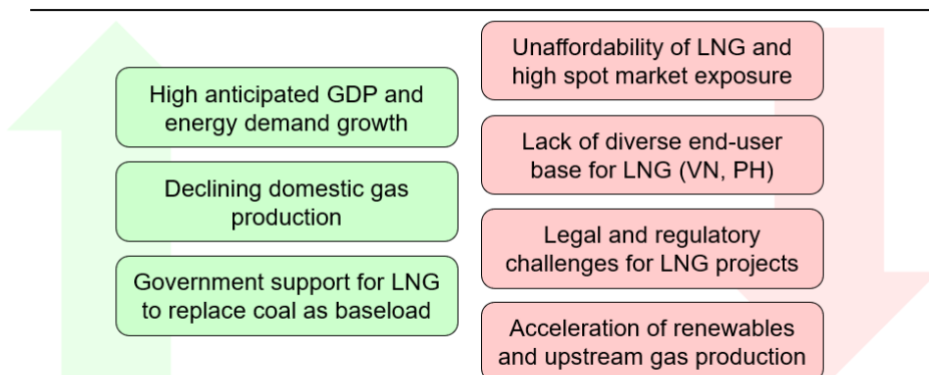 High anticipated GDP and
energy demand growth
Declining domestic gas
production
Government support for LNG
to replace coal as baseload
Unaffordability of LNG and
high spot market exposure
Lack of diverse end-user
base for LNG (VN, PH)
Legal and regulatory
challenges for LNG projects
Acceleration of renewables
and upstream gas production